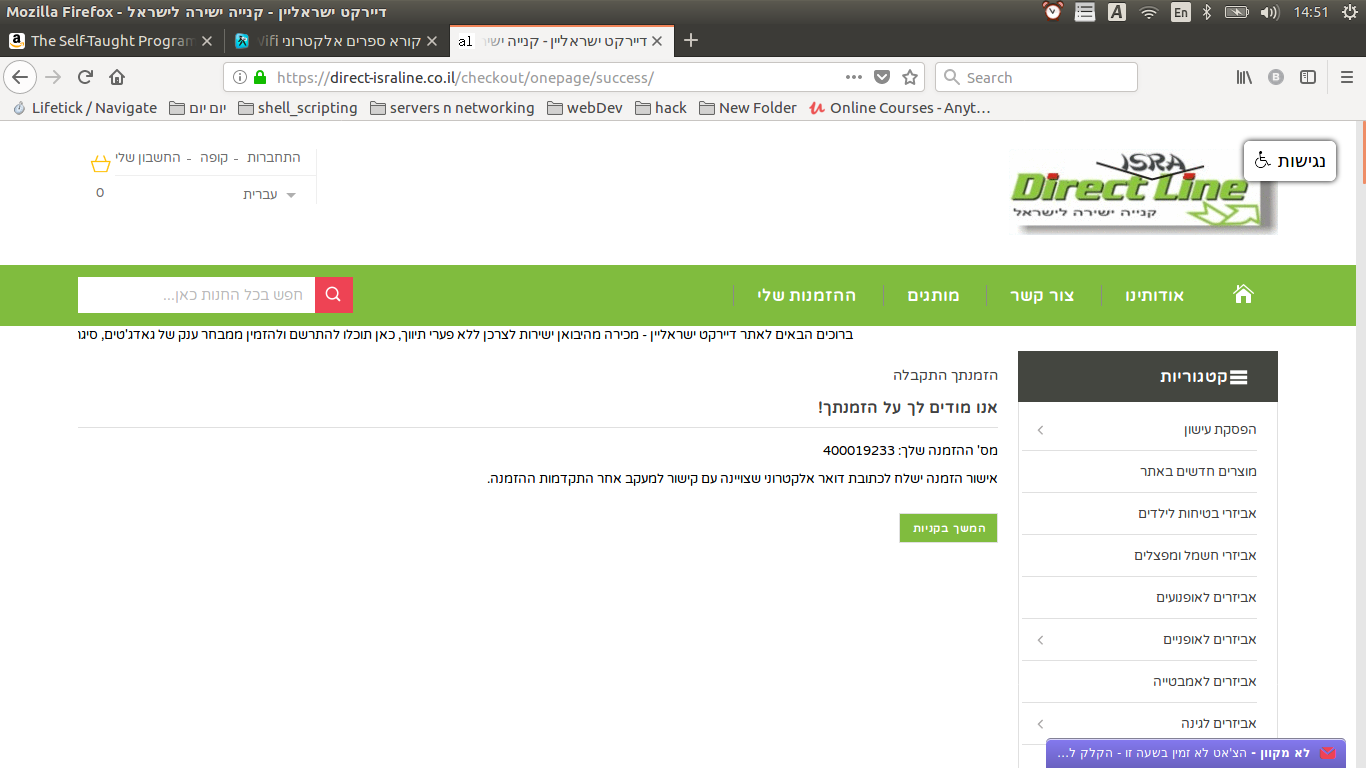 Mozilla Firefox - דיירקט ישראליין - קנייה ישירה לישראל
En 14:51
The Self-Taught Program
קורא ספרים אלקטרוני
דיירקט ישראליין - קנייה ישיר
https://direct-israline.co.il/checkout/onepage/success/
Search
Lifetick / Navigate
יום יום
shell_scripting
servers n networking
webDev
hack
New Folder
Online Courses - Anyt…
נגישות
ISRA
Direct Line
קנייה ישירה לישראל
התחברות - קופה - החשבון שלי
עברית
0
אודותינו
צור קשר
מותגים
ההזמנות שלי
חפש בכל החנות כאן...
ברוכים הבאים לאתר דיירקט ישראליין - מכירה מהיבואן ישירות לצרכן ללא פערי תיווך, כאן תוכלו להתרשם ולהזמין ממבחר ענק של גאדג'טים, סיגר
קטגוריות
הפסקת עישון
מוצרים חדשים באתר
אביזרי בטיחות לילדים
אביזרי חשמל ומפצלים
אביזרים לאופנועים
אביזרים לאופניים
אביזרים לאמבטייה
אביזרים לגינה
הזמנתך התקבלה
אנו מודים לך על הזמנתך!
מס' ההזמנה שלך: 400019233
אישור הזמנה ישלח לכתובת דואר אלקטרוני שצויינה עם קישור למעקב אחר התקדמות ההזמנה.
המשך בקניות
לא מקוון - הצ'אט לא זמין בשעה זו - הקלק ל...